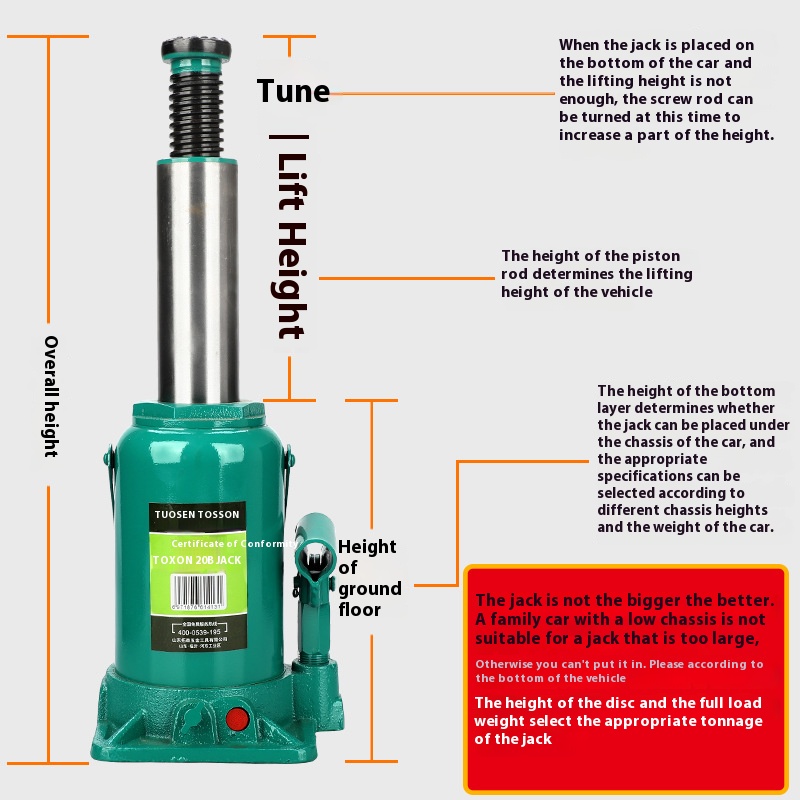 When the jack is placed on
the bottom of the car and
the lifting height is not
enough, the screw rod can
be turned at this time to
increase a part of the height.
Tune
| Lift Height
The height of the piston
rod determines the lifting
height of the vehicle
Overall height
The height of the bottom
layer determines whether
the jack can be placed under
the chassis of the car, and
the appropriate
specifications can be
selected according to
different chassis heights
and the weight of the car.
TUOSEN TOSSON
Certificate of Conformity
TOXON 20B JACK
400-0539-195
Height
of
ground
floor
The jack is not the bigger the better.
A family car with a low chassis is not
suitable for a jack that is too large,
Otherwise you can't put it in. Please according to
the bottom of the vehicle
The height of the disc and the full load
weight select the appropriate tonnage
of the jack